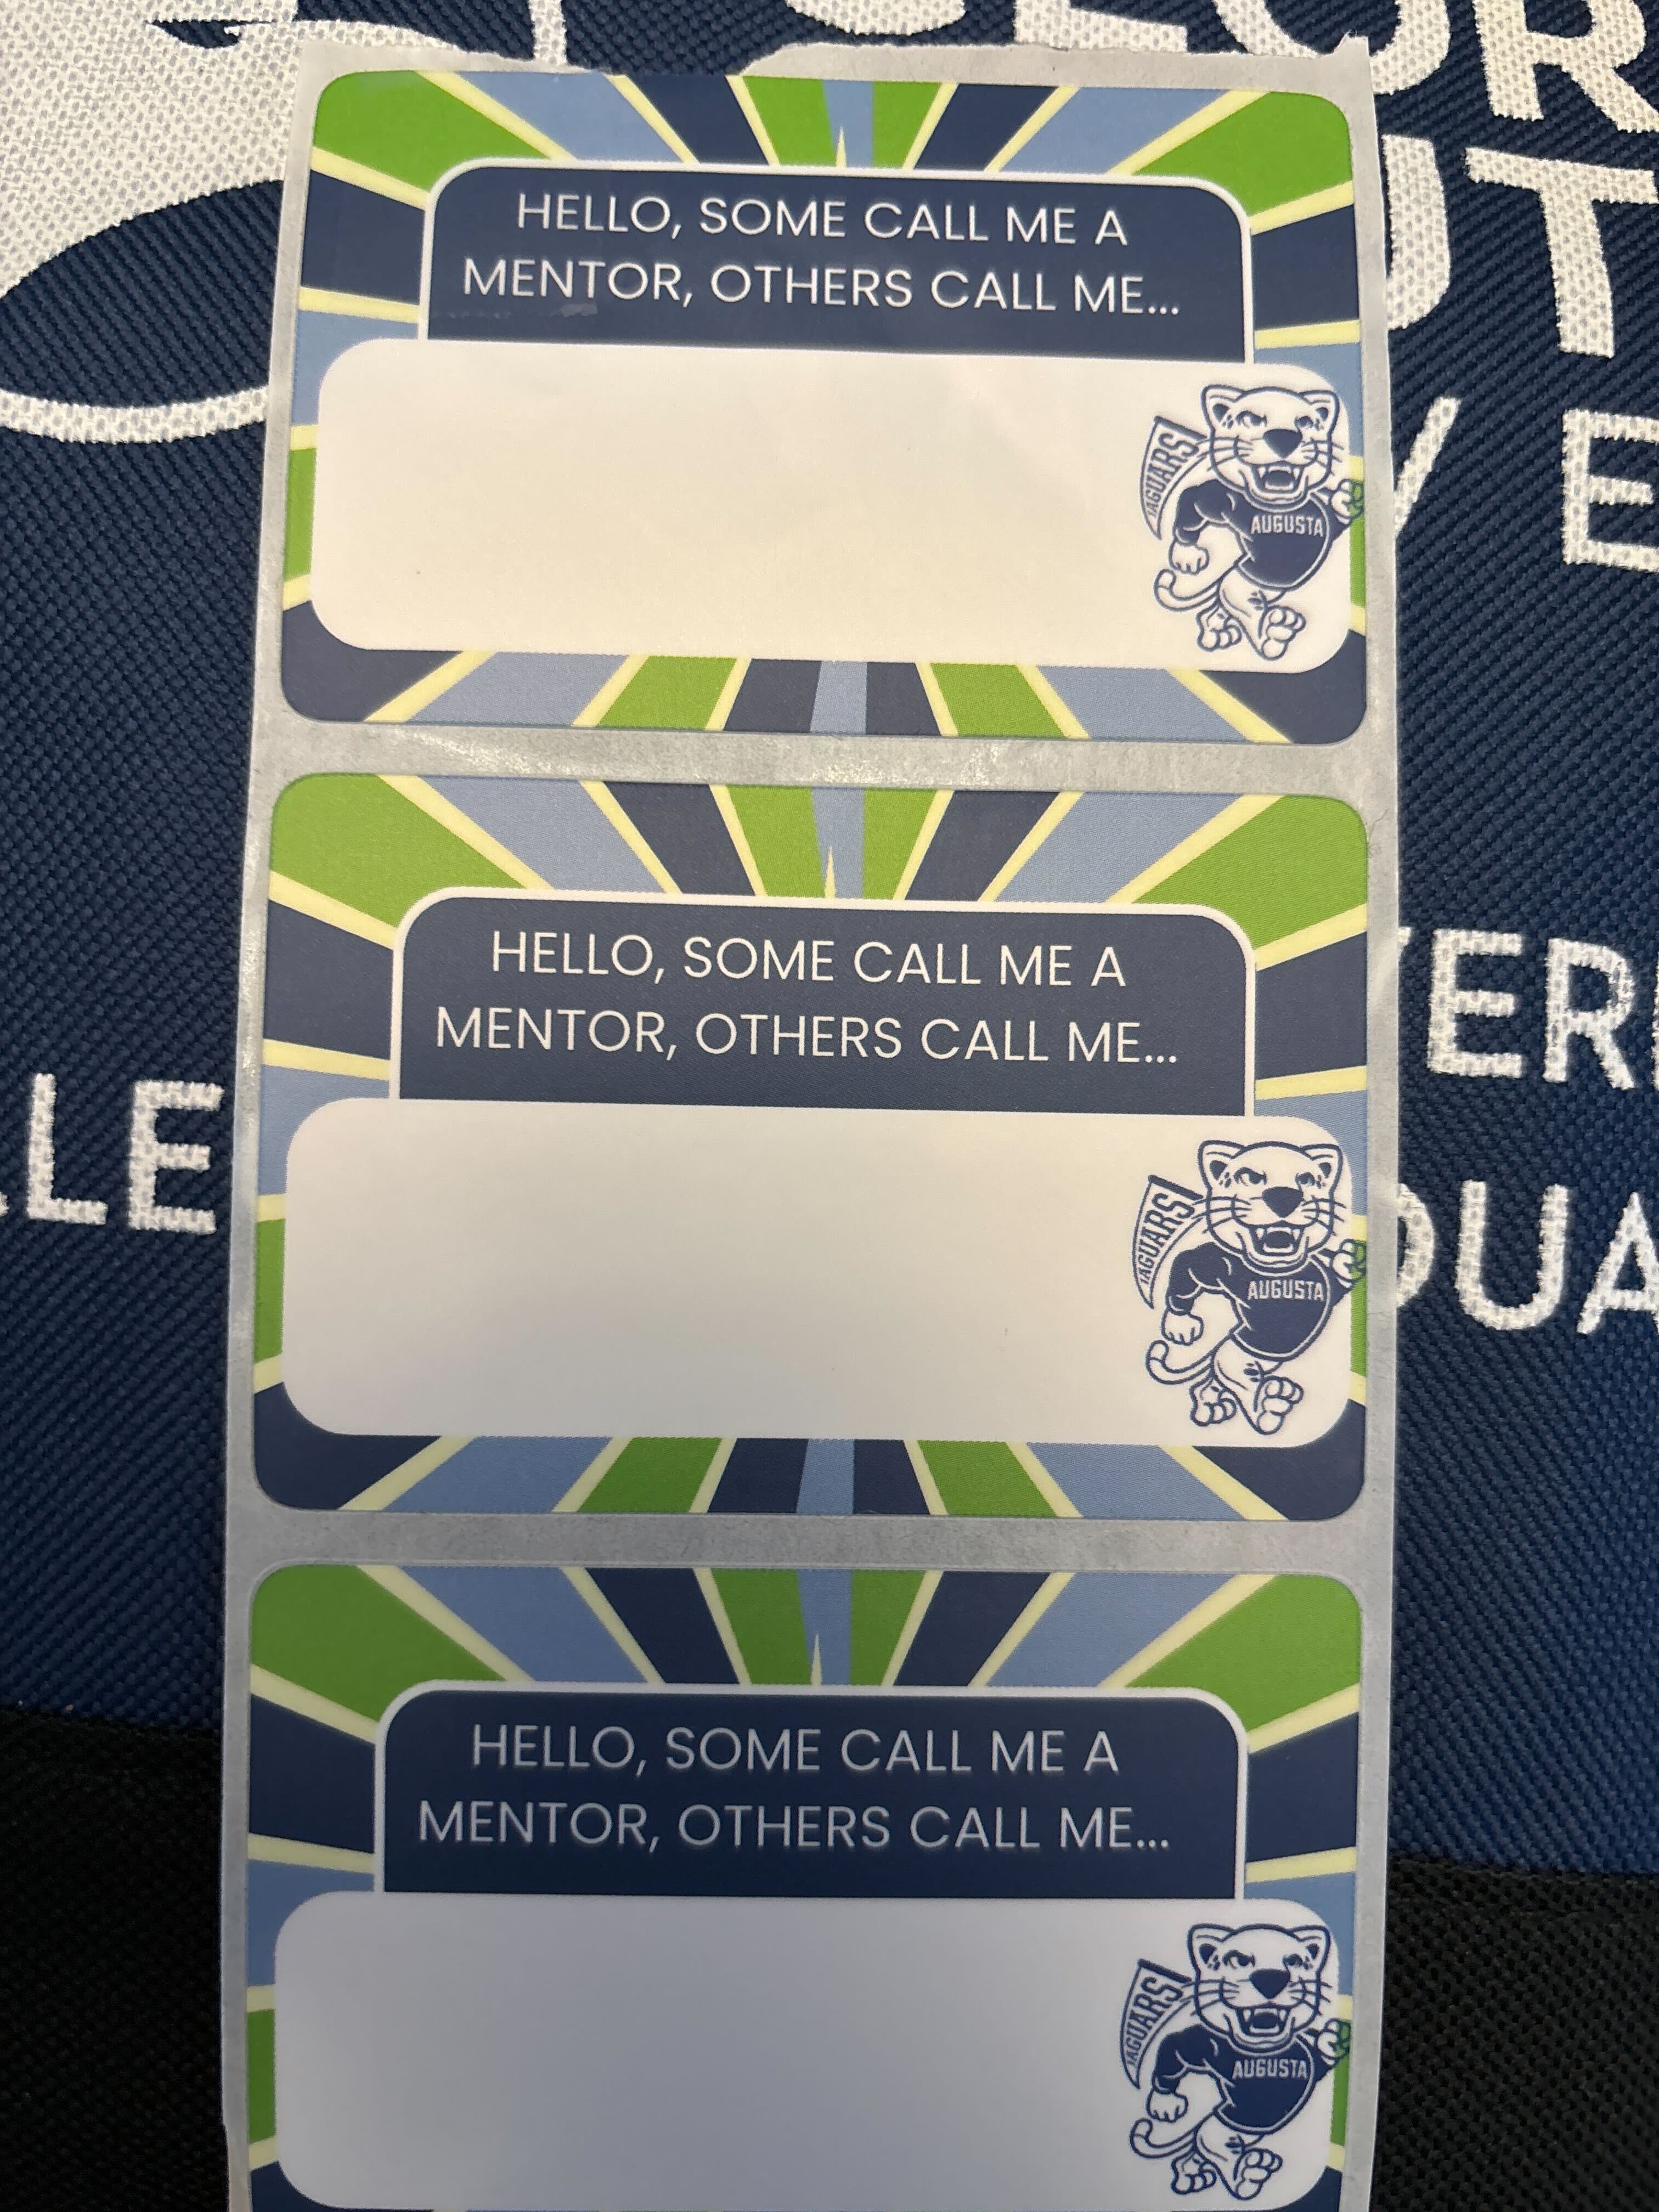 HELLO, SOME CALL ME A
MENTOR, OTHERS CALL ME...
JAGUARS
AUGUSTA
HELLO, SOME CALL ME A
MENTOR, OTHERS CALL ME...
JAGUARS
AUGUSTA
HELLO, SOME CALL ME A
MENTOR, OTHERS CALL ME...
JAGUARS
AUGUSTA